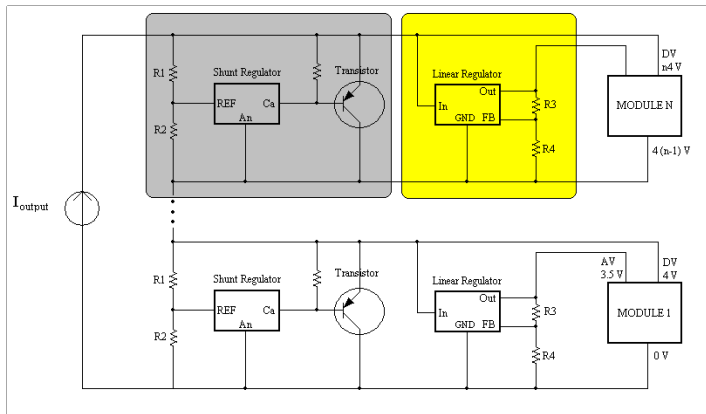 R1
Shunt Regulator
Transistor
REF
Ca
An
R2
Linear Regulator
Out
In
R3
GND
FB
R4
DV
n4 V
MODULE N
4 (n-1) V
Ioutput
R1
Shunt Regulator
Transistor
REF
Ca
An
R2
Linear Regulator
Out
In
R3
GND
FB
R4
AV
3.5 V
DV
4 V
MODULE 1
0 V